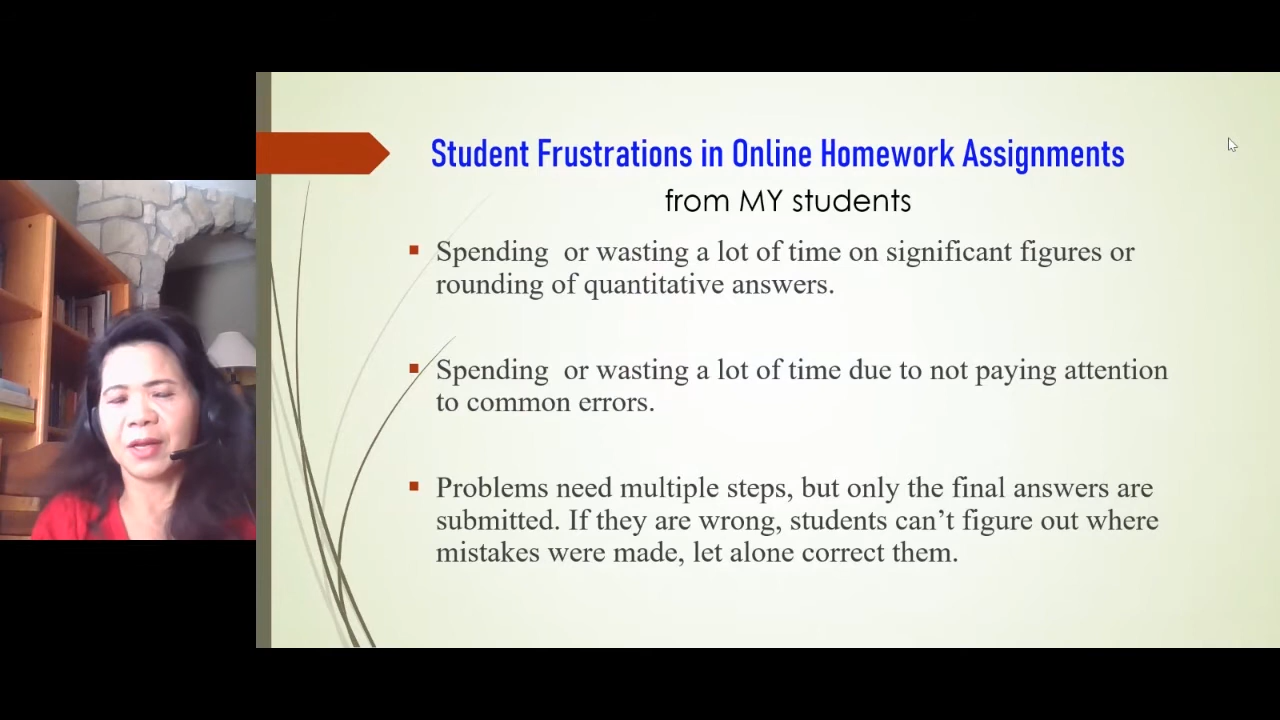 Student Frustrations in Online Homework Assignments
from MY students
Spending or wasting a lot of time on significant figures or
rounding of quantitative answers.
Spending or wasting a lot of time due to not paying attention
to common errors.
Problems need multiple steps, but only the final answers are
submitted. If they are wrong, students can’t figure out where
mistakes were made, let alone correct them.